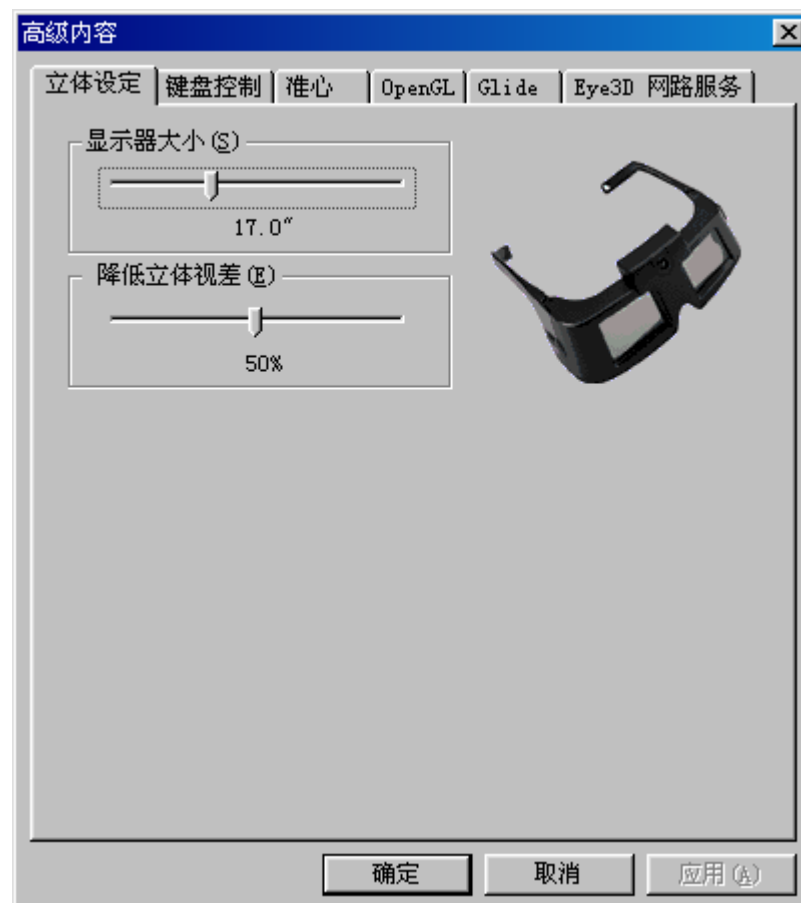 高级内容
立体设定 键盘控制 准心 OpenGL Glide Eye3D 网路服务
显示器大小(S)
17.0"
降低立体视差(E)
50%
确定 取消 应用(A)